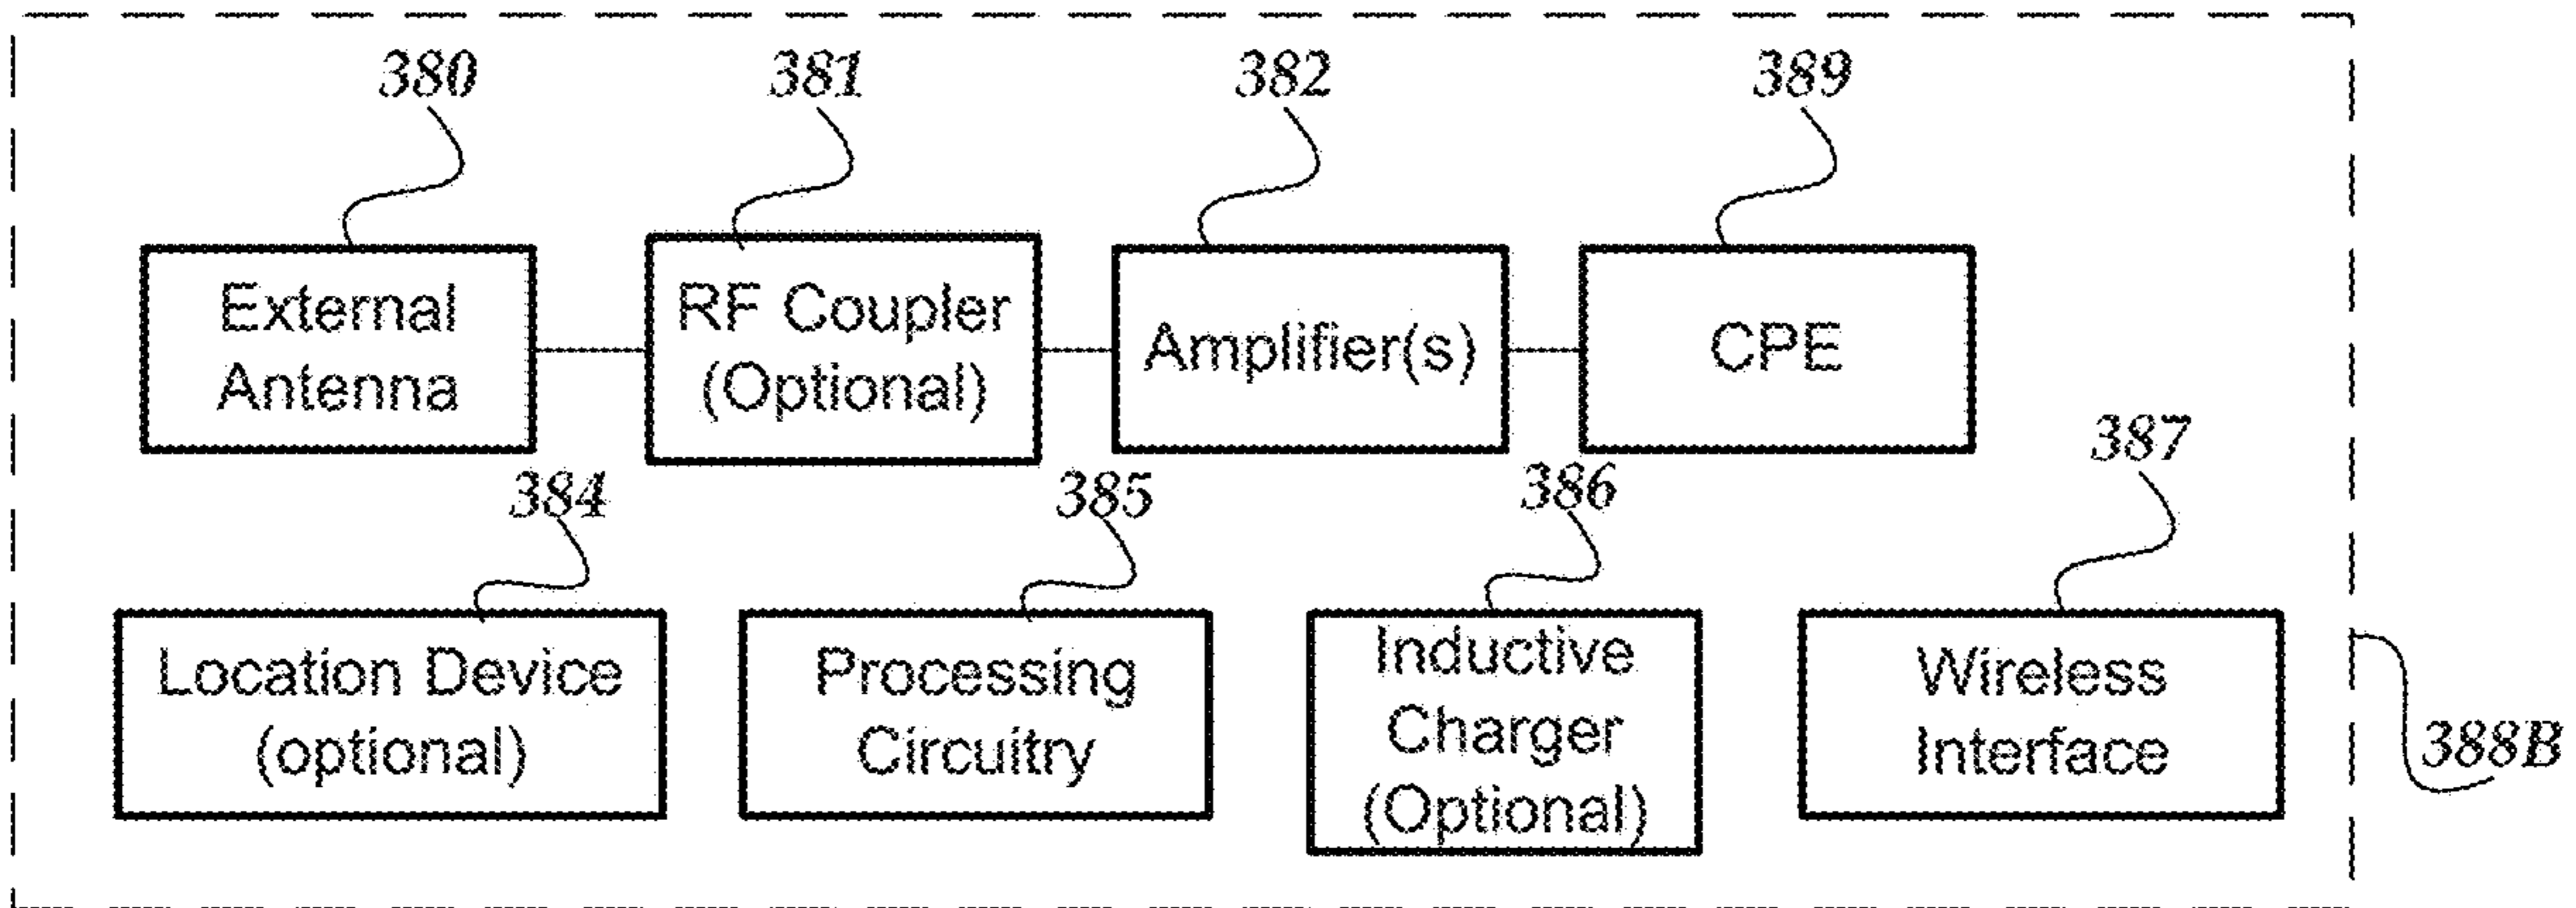 380 381 382 389
External Antenna
RF Coupler (Optional)
Amplifier(s)
CPE
384 385 386 387
Location Device (optional)
Processing Circuitry
Inductive Charger (Optional)
Wireless Interface
388B